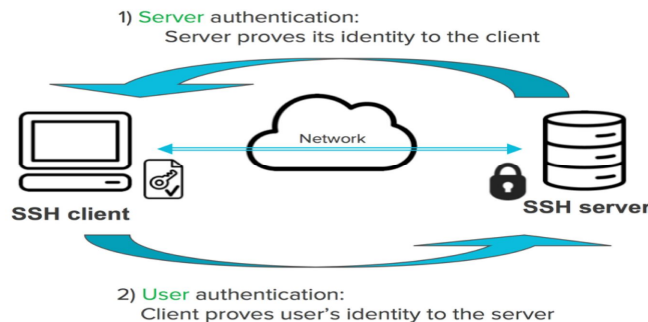 1) Server authentication:
Server proves its identity to the client
Network
SSH client
SSH server
2) User authentication:
Client proves user's identity to the server